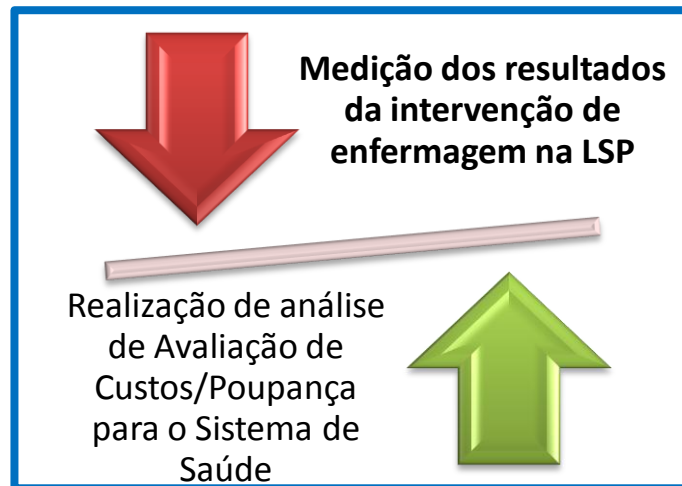 Medição dos resultados
da intervenção de
enfermagem na LSP
Realização de análise
de Avaliação de
Custos/Poupança
para o Sistema de
Saúde